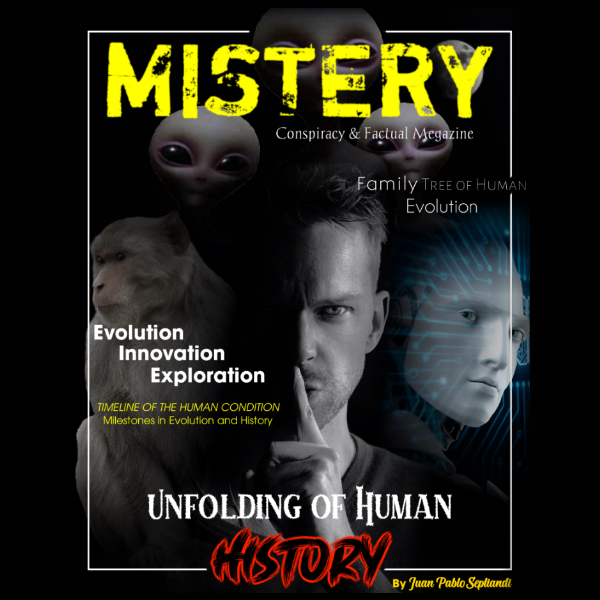 MISTERY
Conspiracy & Factual Megazine
Family Tree of Human
Evolution
Evolution
Innovation
Exploration
TIMELINE OF THE HUMAN CONDITION
Milestones in Evolution and History
Unfolding of Human
HISTORY
By Juan Pablo Septiandi